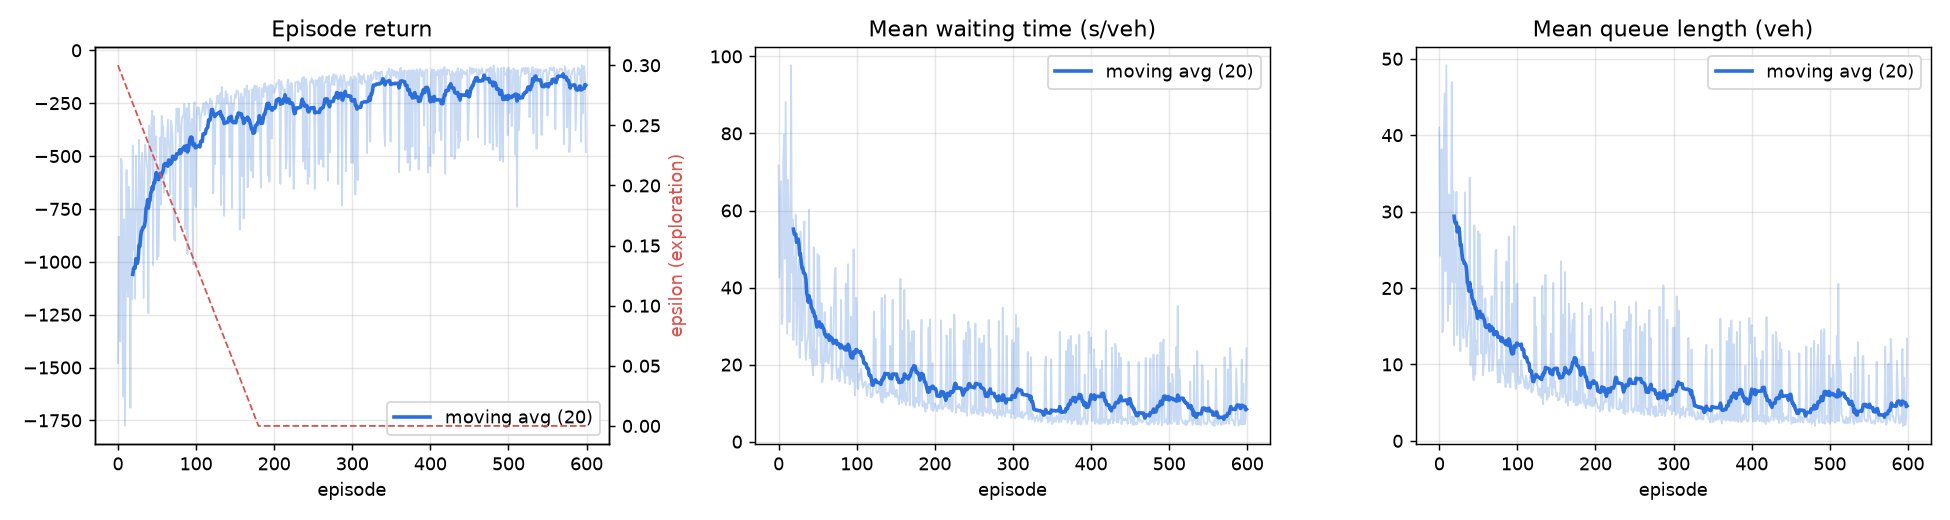 Episode return
0
−250
−500
−750
−1000
−1250
−1500
−1750
0.30
0.25
0.20
0.15
0.10
0.05
0.00
epsilon (exploration)
moving avg (20)
0 100 200 300 400 500 600
episode
Mean waiting time (s/veh)
100
80
60
40
20
0
moving avg (20)
0 100 200 300 400 500 600
episode
Mean queue length (veh)
50
40
30
20
10
0
moving avg (20)
0 100 200 300 400 500 600
episode